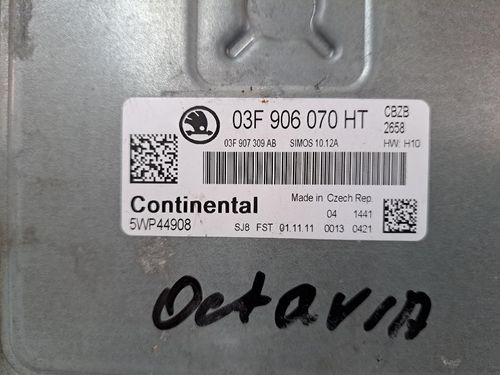 03F 906 070 HT CBZB
2658
03F 907 309 AB SIMOS 10.12A HW: H10
Continental Made in Czech Rep.
04 1441
5WP44908 SJ8 FST 01.11.11 0013 0421
Octavia